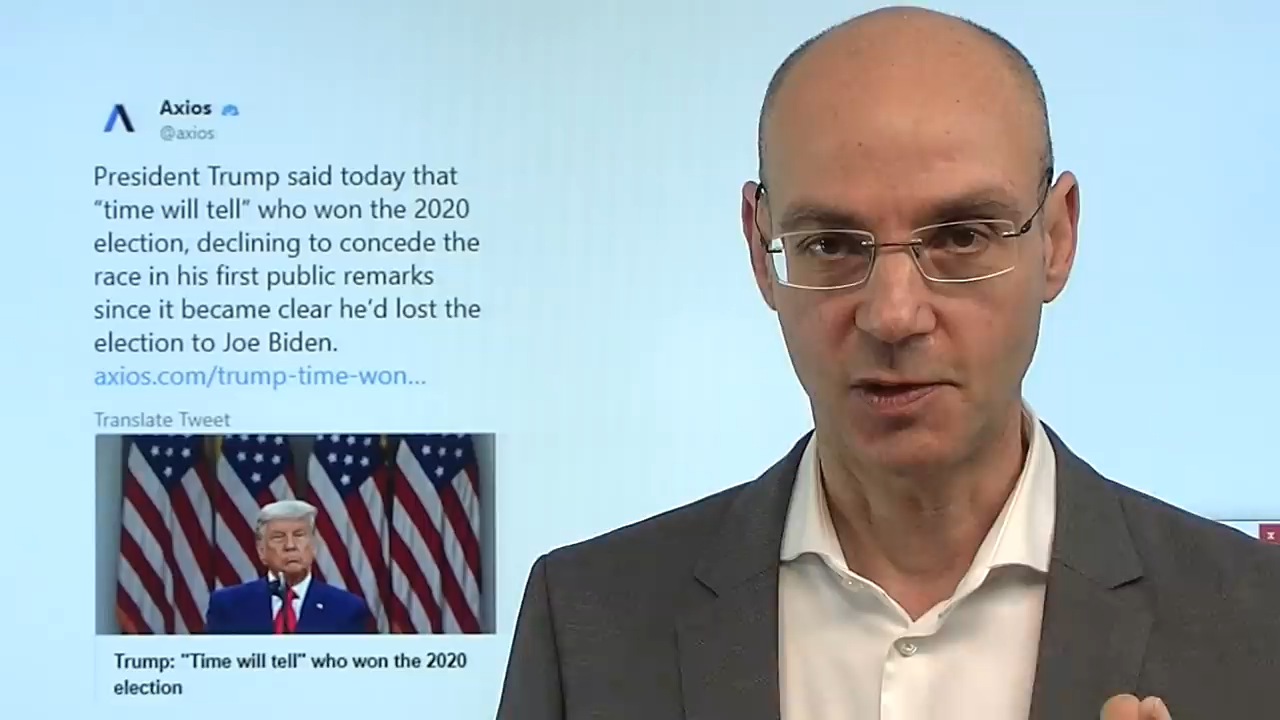 Axios
@axios
President Trump said today that
“time will tell” who won the 2020
election, declining to concede the
race in his first public remarks
since it became clear he’d lost the
election to Joe Biden.
axios.com/trump-time-won...
Translate Tweet
Trump: "Time will tell" who won the 2020
election